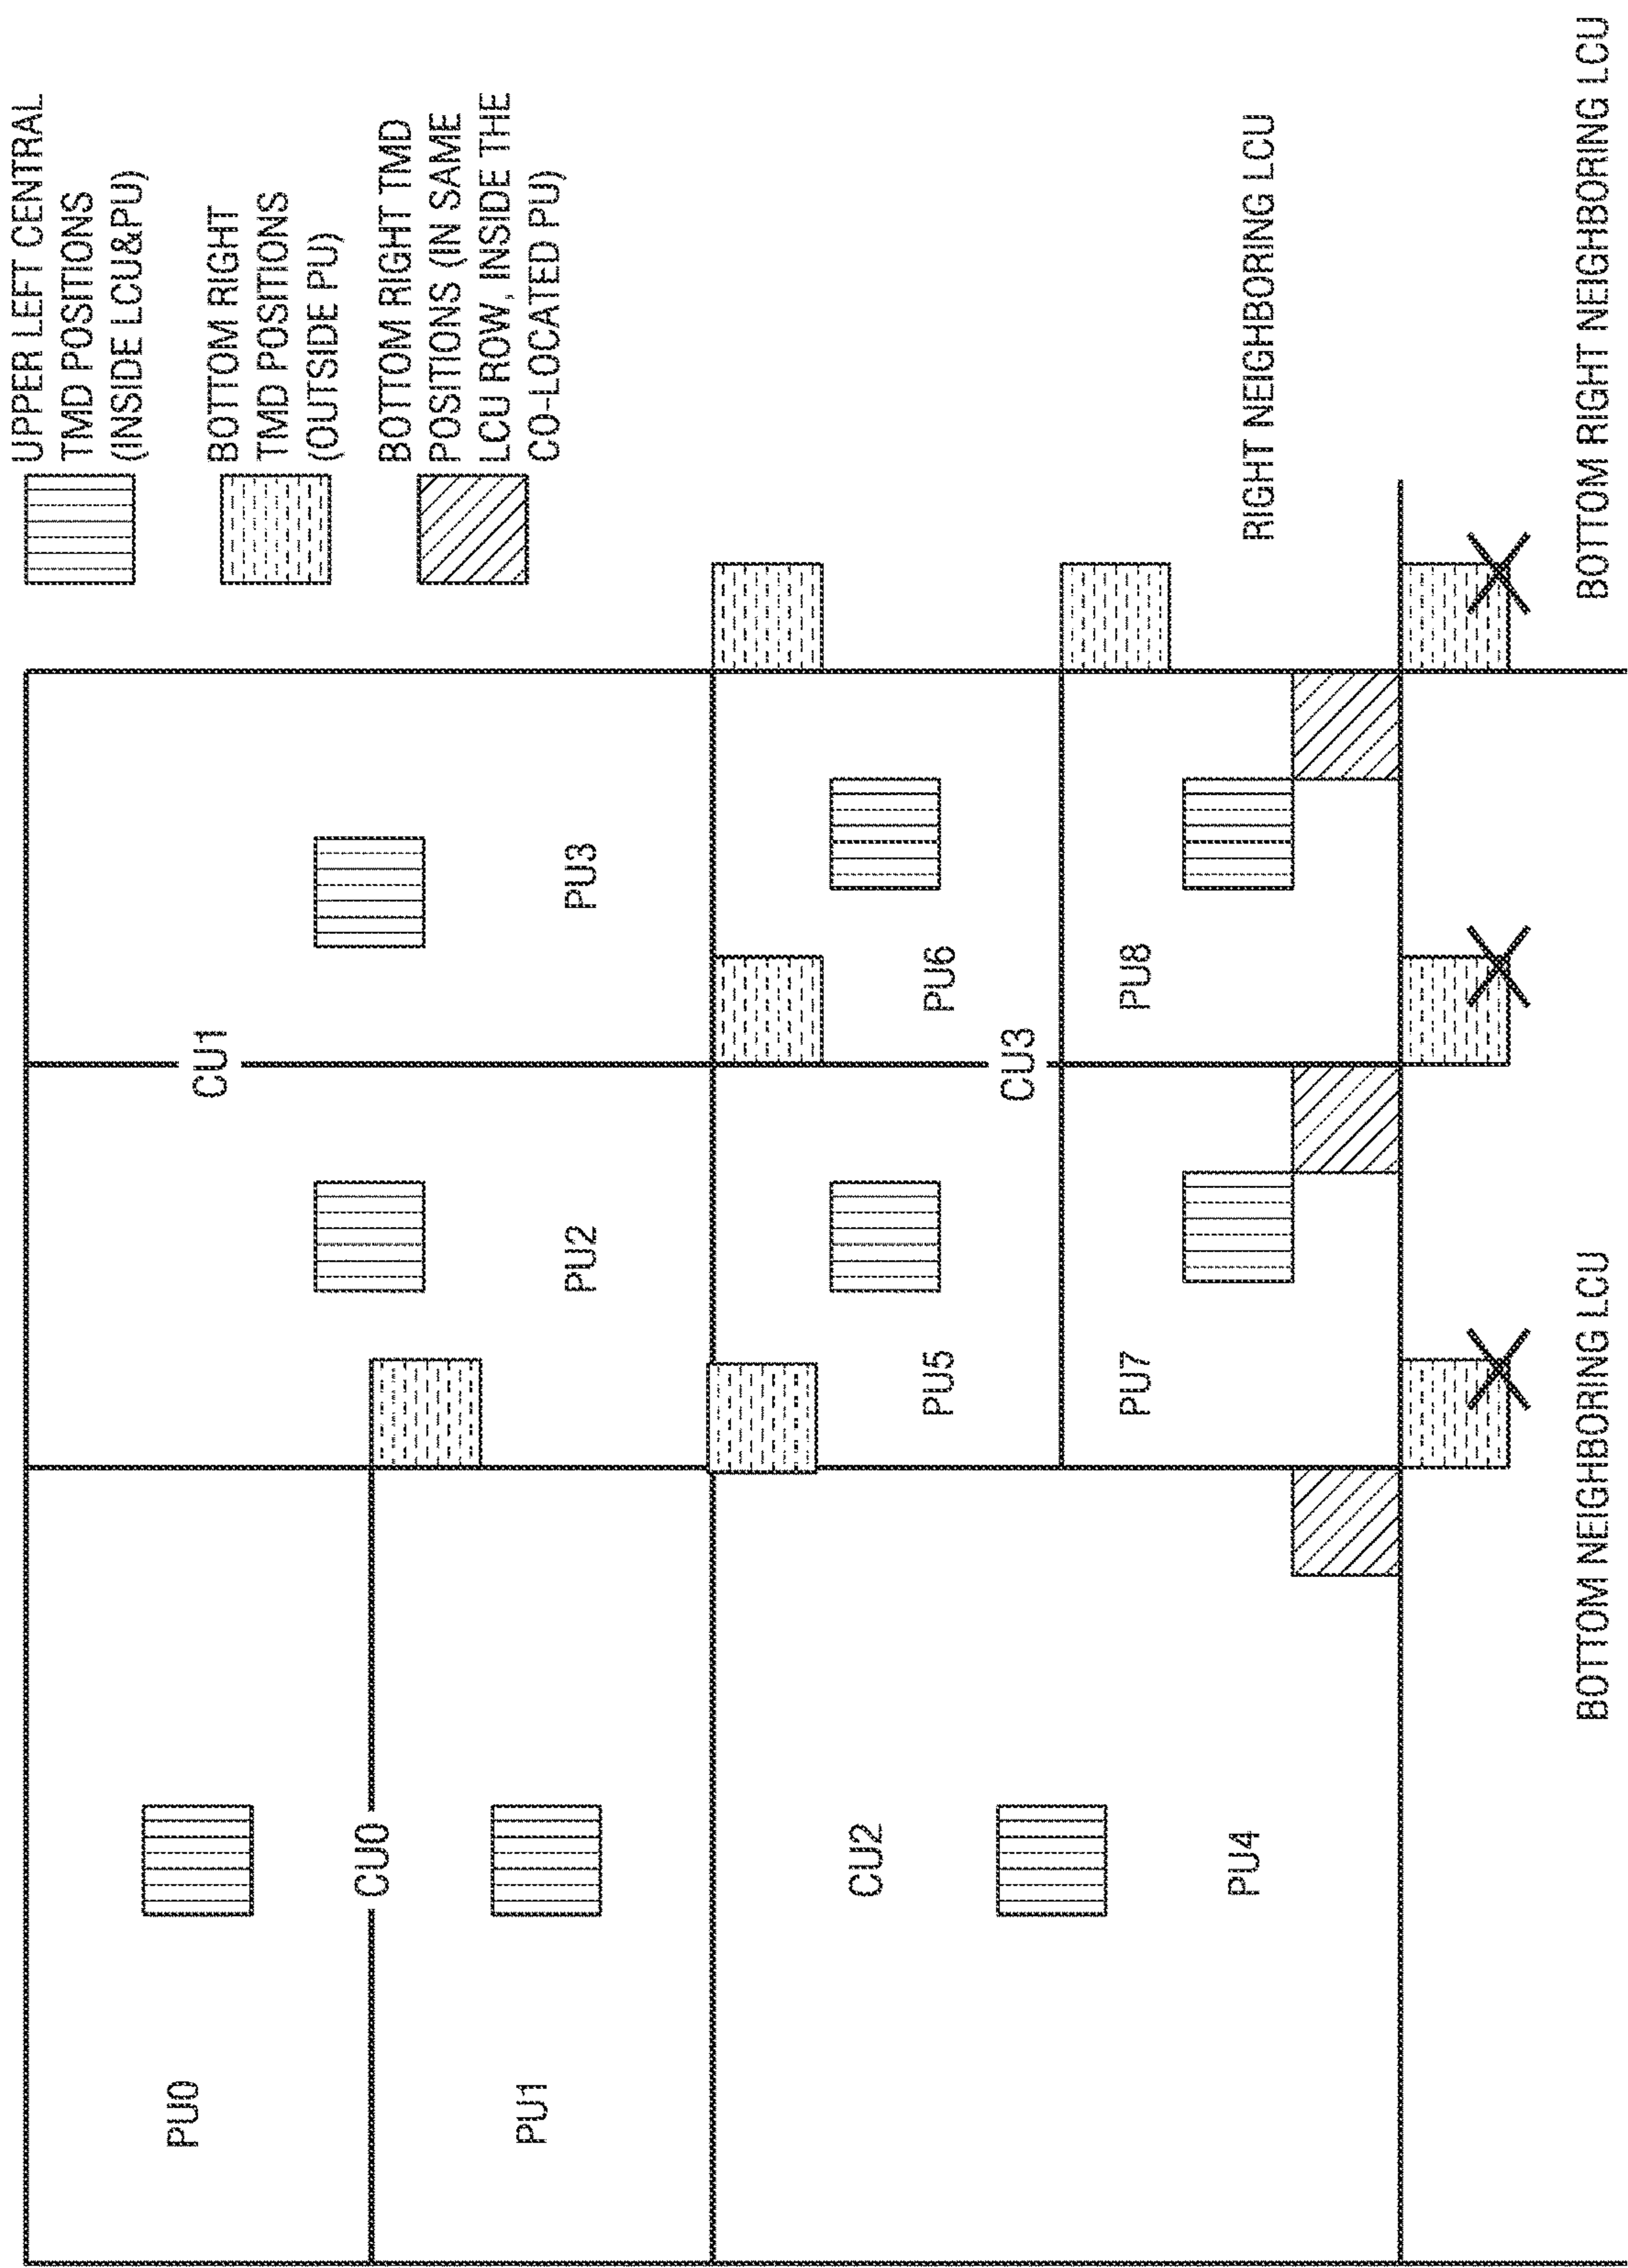 UPPER LEFT CENTRAL
TMD POSITIONS
(INSIDE LCU&PU)
BOTTOM RIGHT
TMD POSITIONS
(OUTSIDE PU)
BOTTOM RIGHT TMD
POSITIONS (IN SAME
LCU ROW, INSIDE THE
CO-LOCATED PU)
PU0
CU0
PU1
CU1
PU2
PU3
CU2
PU4
PU5
PU6
CU3
PU7
PU8
RIGHT NEIGHBORING LCU
BOTTOM NEIGHBORING LCU
BOTTOM RIGHT NEIGHBORING LCU